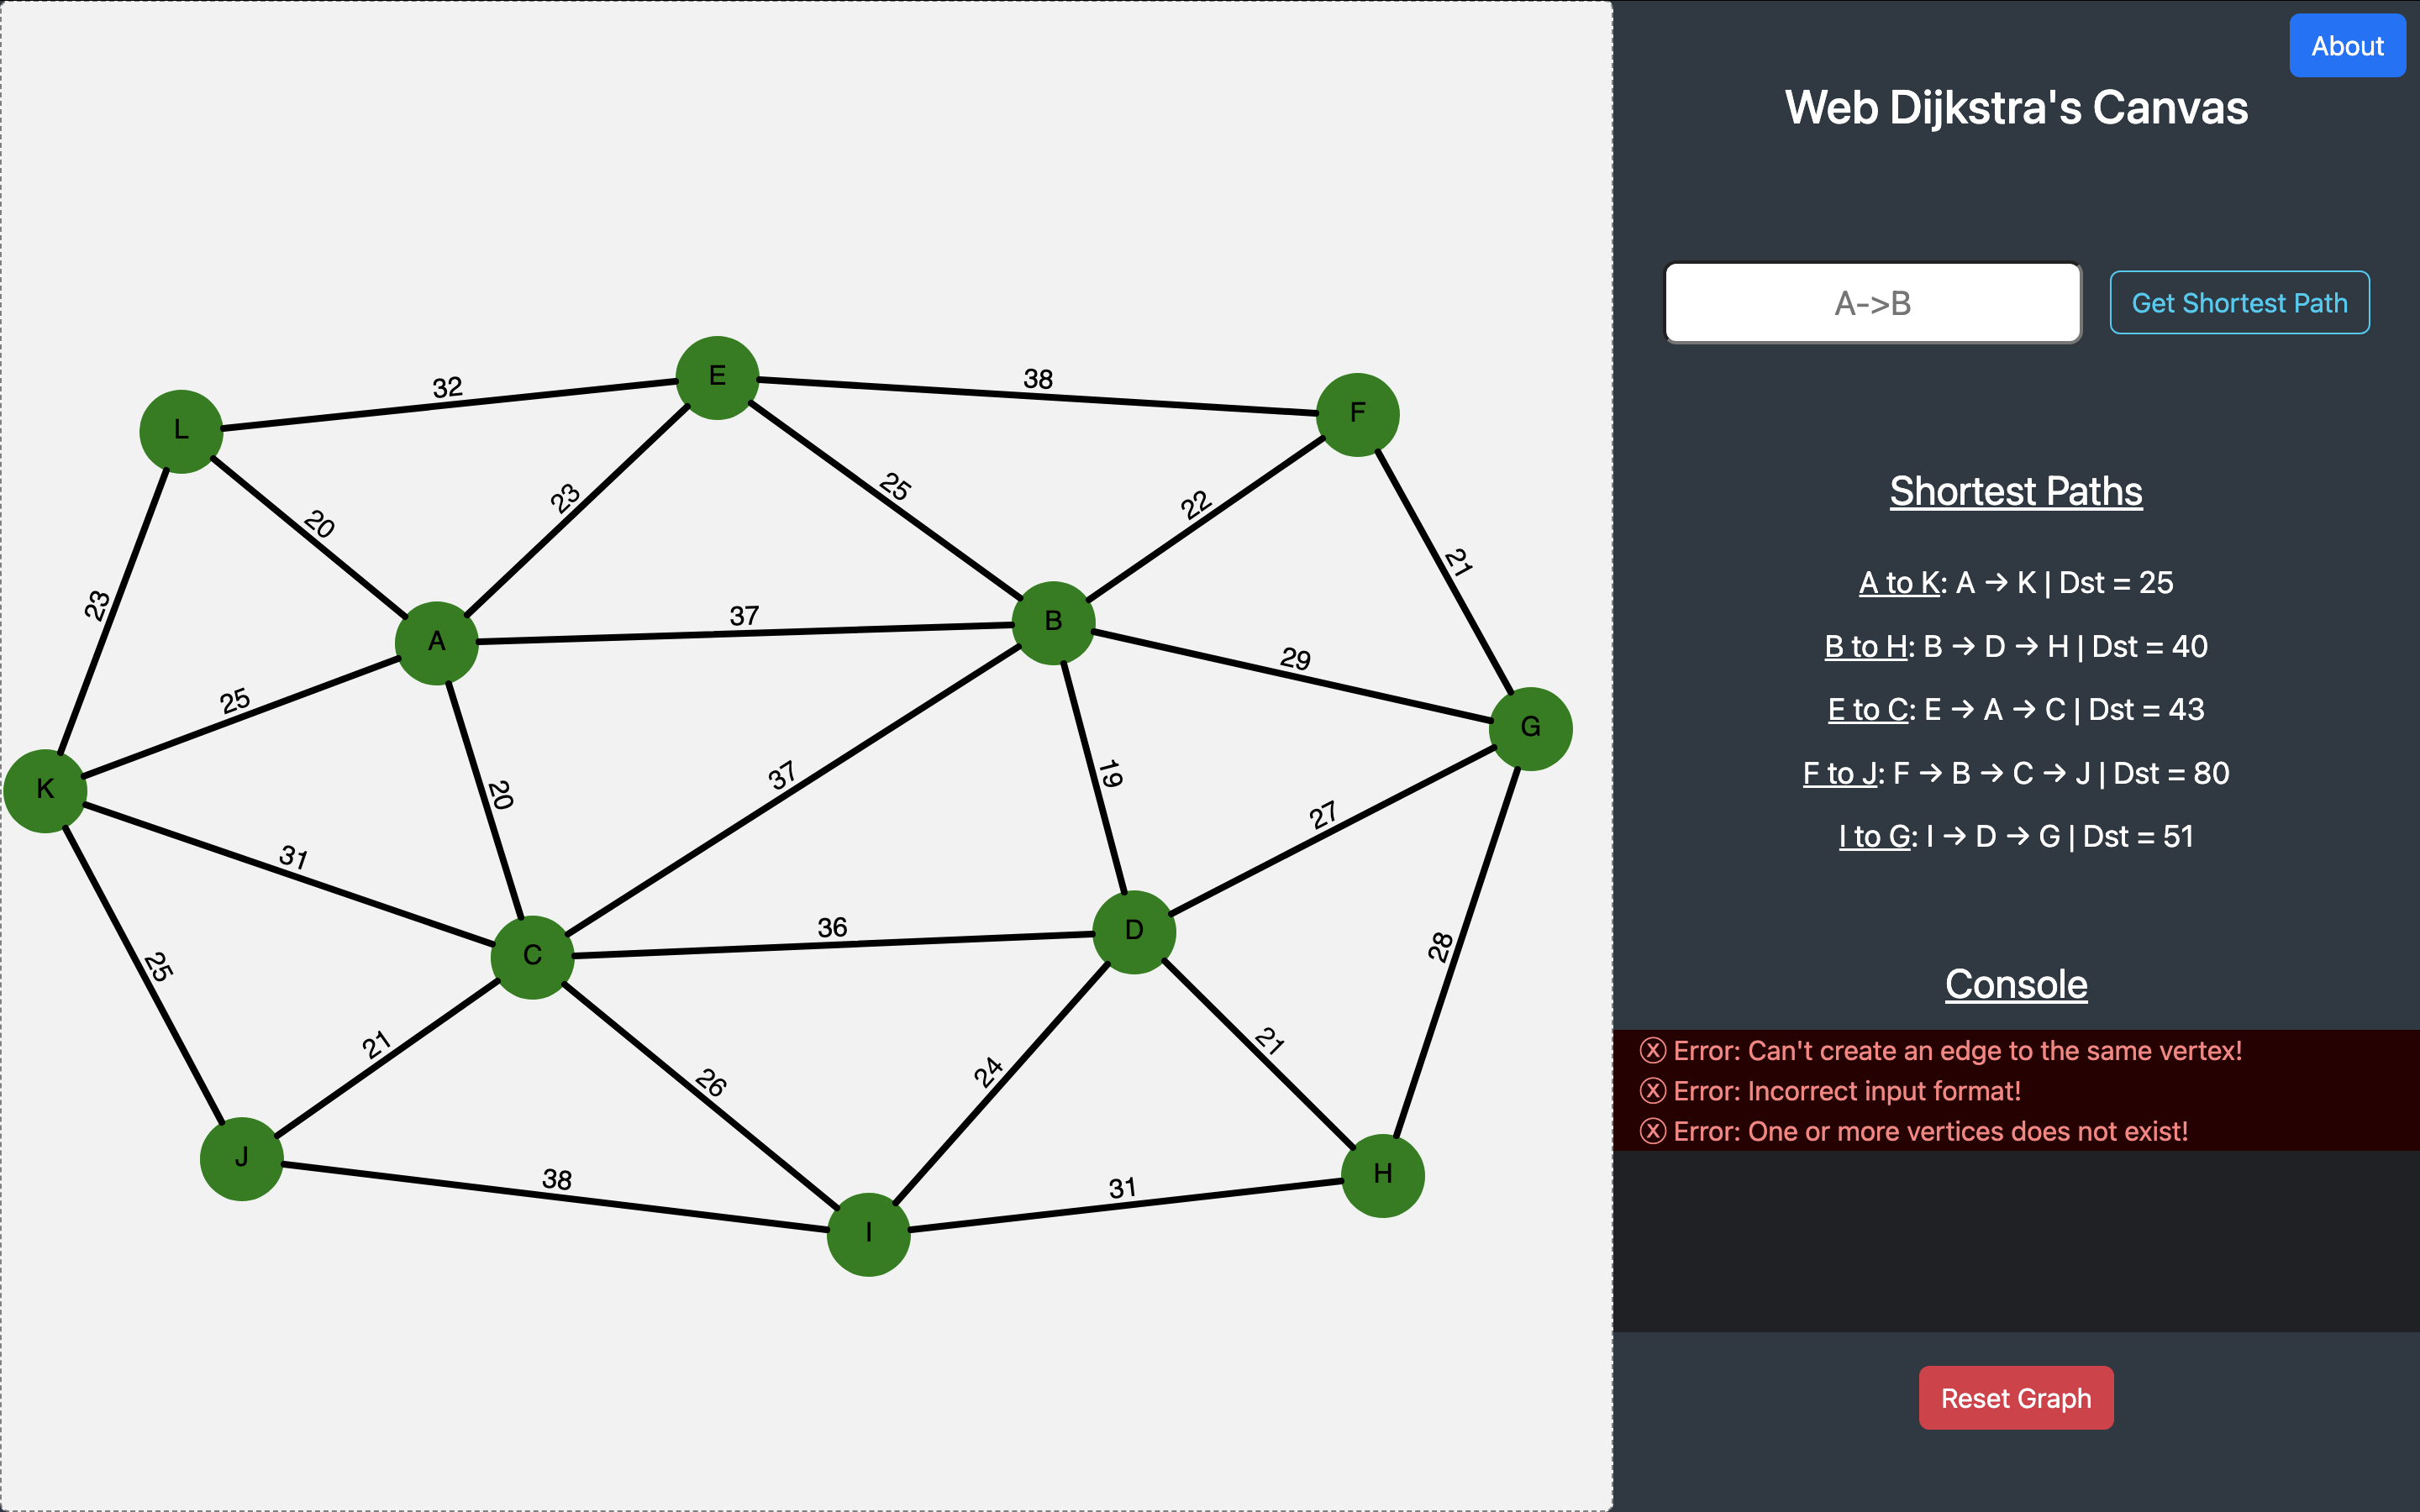 About
Web Dijkstra's Canvas
A->B
Get Shortest Path
Shortest Paths
A to K: A → K | Dst = 25
B to H: B → D → H | Dst = 40
E to C: E → A → C | Dst = 43
F to J: F → B → C → J | Dst = 80
I to G: I → D → G | Dst = 51
Console
Error: Can't create an edge to the same vertex!
Error: Incorrect input format!
Error: One or more vertices does not exist!
Reset Graph
E
32
38
F
L
25
23
22
20
21
23
37
B
A
29
25
G
19
37
K
20
27
31
36
D
28
C
25
21
21
24
26
J
38
H
31
I